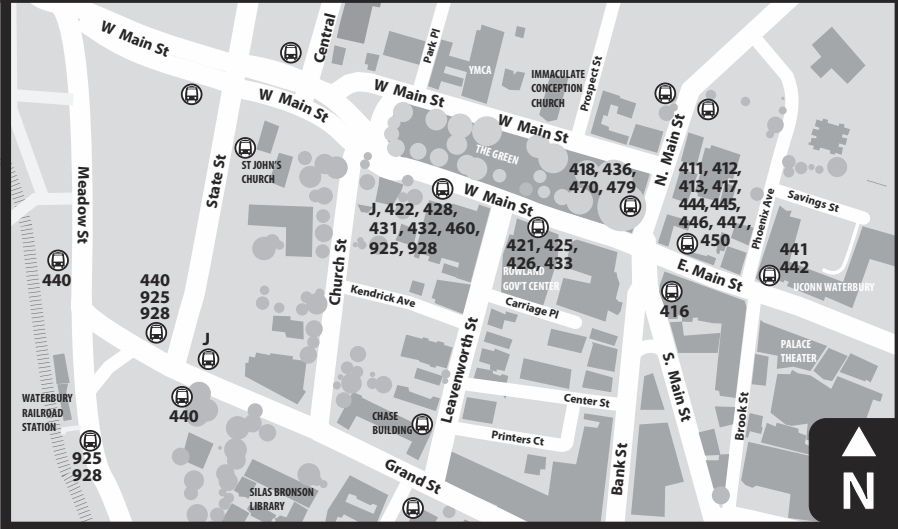 W Main St
Central
Park Pl
YMCA
IMMACULATE
CONCEPTION
CHURCH
Prospect St
W Main St
W Main St
W Main St
THE GREEN
N. Main St
Meadow St
State St
ST JOHN'S
CHURCH
J, 422, 428,
431, 432, 460,
925, 928
W Main St
418, 436,
470, 479
411, 412,
413, 417,
444, 445,
446, 447,
450
Phoenix Ave
Savings St
421, 425,
426, 433
ROWLAND
GOV'T CENTER
441
442
UCONN WATERBURY
E. Main St
416
440
440
925
928
J
Church St
Kendrick Ave
Carriage Pl
Leavenworth St
PALACE
THEATER
S. Main St
WATERBURY
RAILROAD
STATION
440
CHASE
BUILDING
Center St
Printers Ct
Bank St
Brook St
925
928
Grand St
SILAS BRONSON
LIBRARY
N